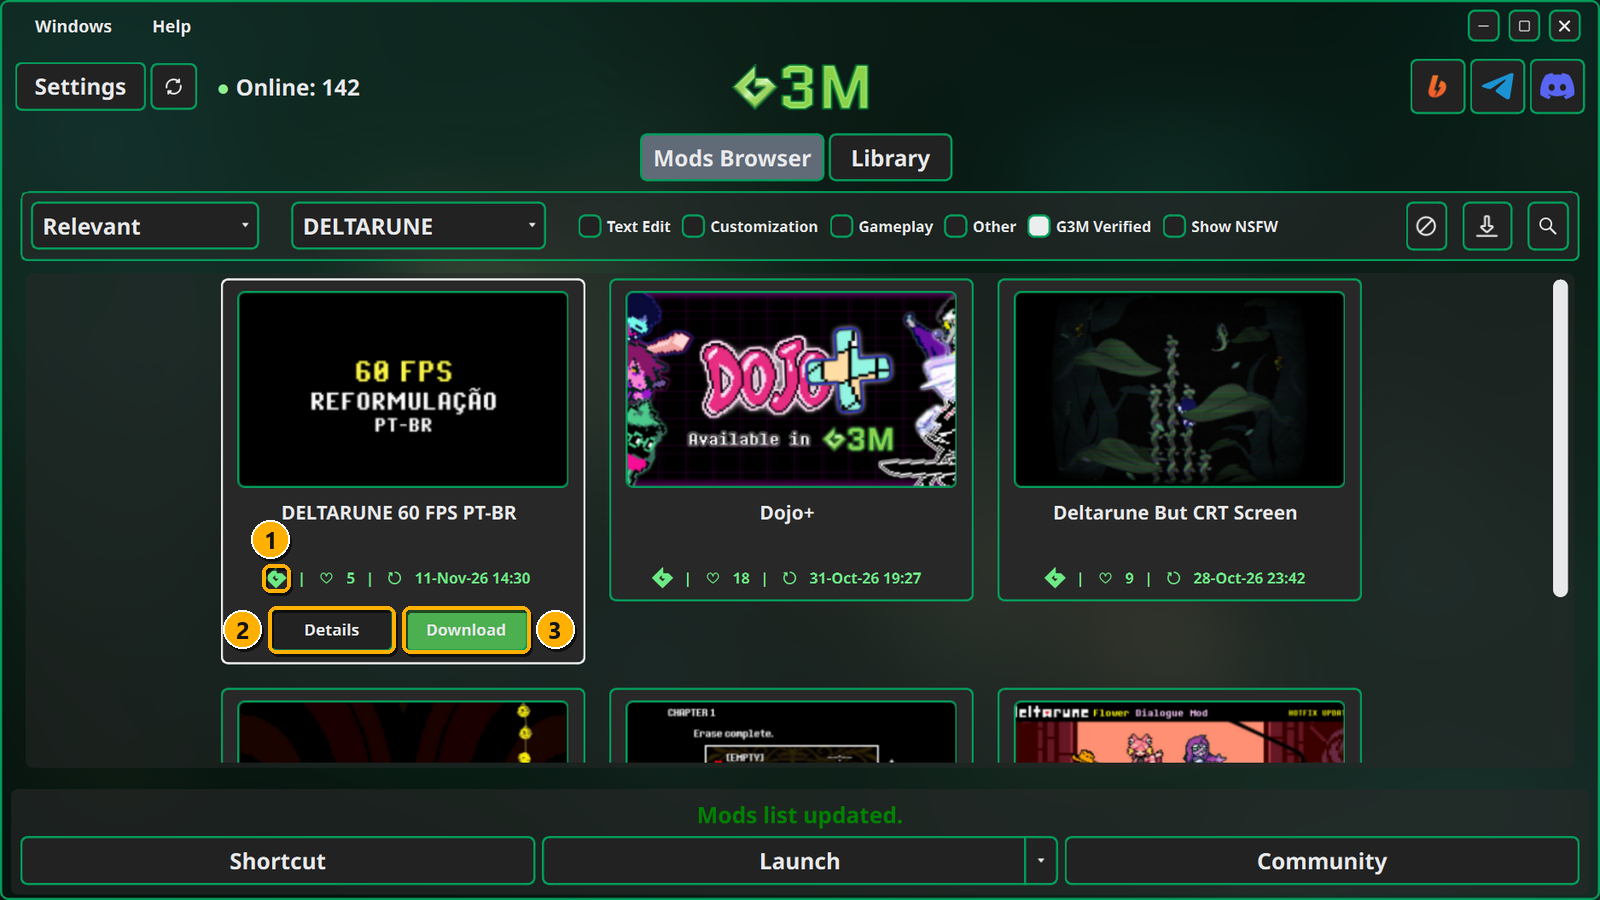 Windows Help
Settings Online: 142
3M
Mods Browser Library
Relevant DELTARUNE Text Edit Customization Gameplay Other G3M Verified Show NSFW
60 FPS
REFORMULAÇÃO
PT-BR
DOJO+
Available in 3M
DELTARUNE 60 FPS PT-BR Dojo+ Deltarune But CRT Screen
1
| 5 | 11-Nov-26 14:30 | 18 | 31-Oct-26 19:27 | 9 | 28-Oct-26 23:42
2 Details Download 3
CHAPTER 1
Erase complete.
[EMPTY]
Deltarune Flower Dialogue Mod
Mods list updated.
Shortcut Launch Community